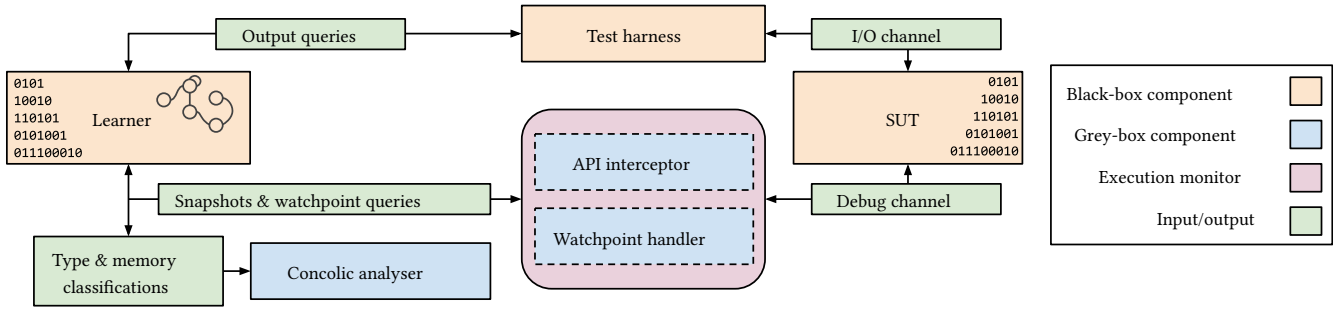 Output queries
Test harness
I/O channel
0101
10010
110101
0101001
011100010
Learner
SUT
0101
10010
110101
0101001
011100010
Black-box component
Grey-box component
Execution monitor
Input/output
API interceptor
Watchpoint handler
Snapshots & watchpoint queries
Debug channel
Type & memory
classifications
Concolic analyser